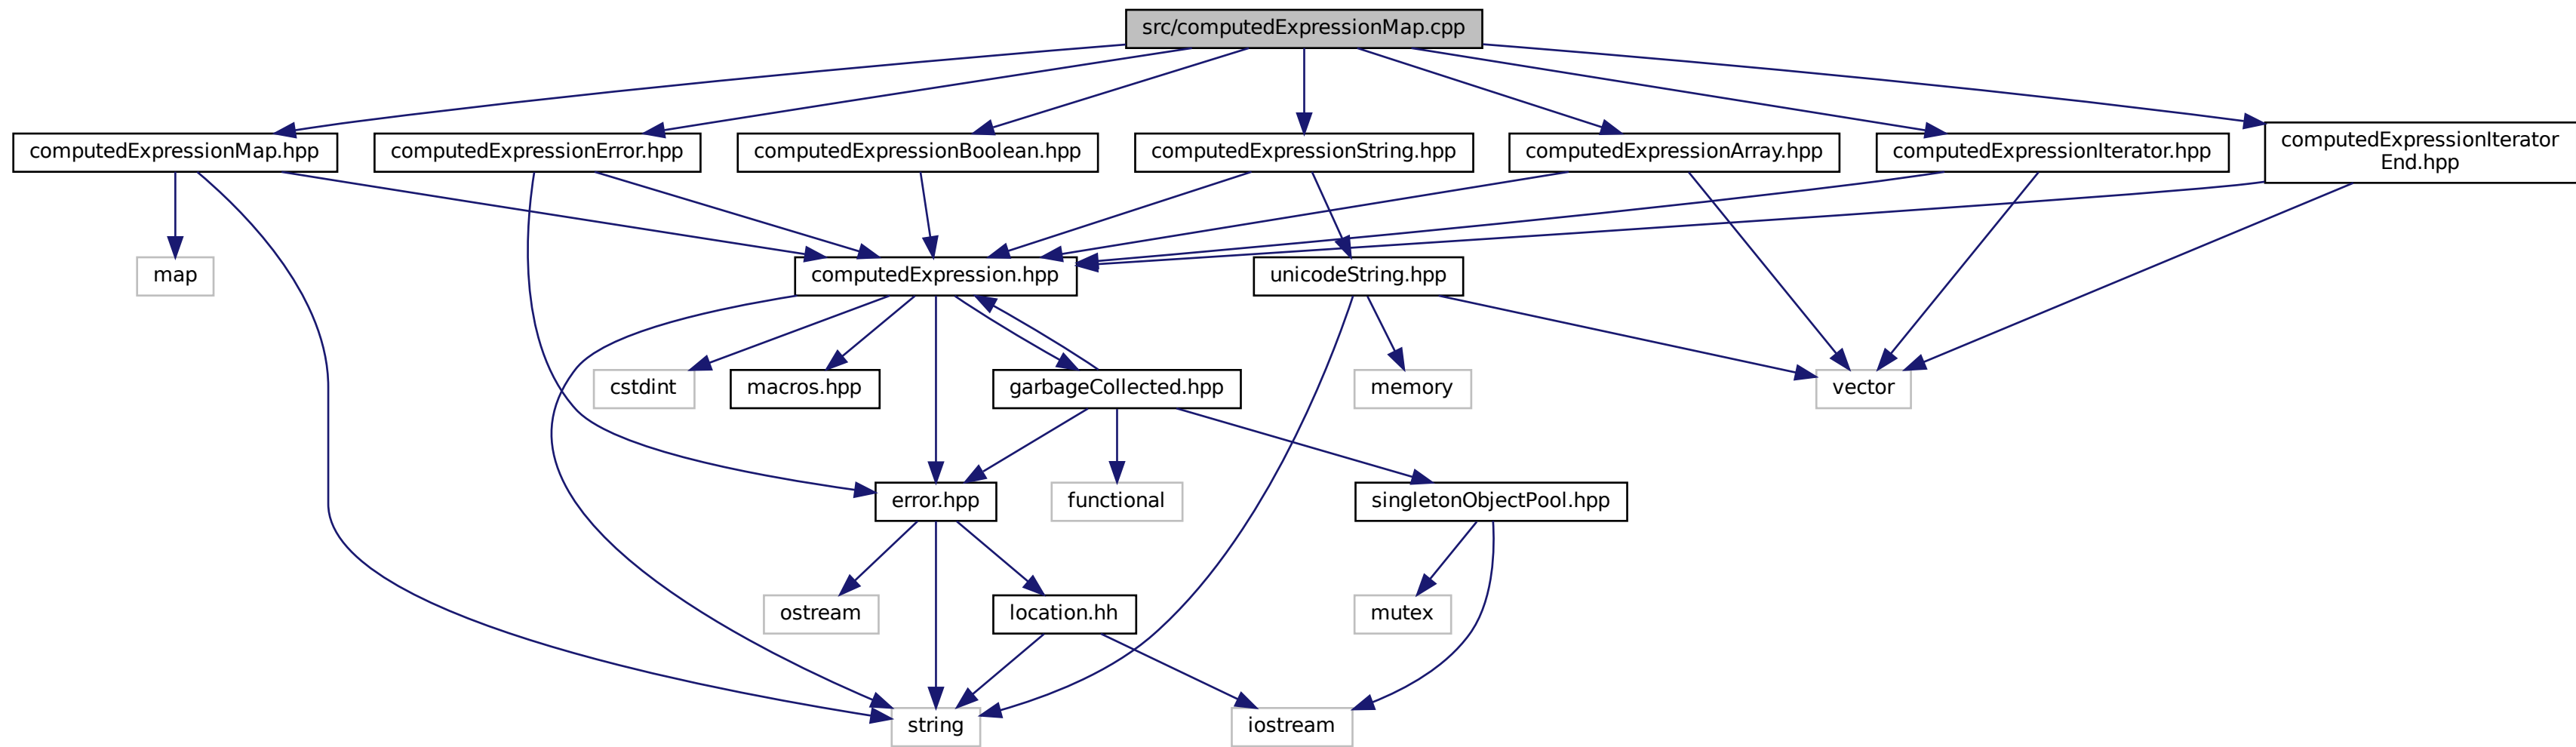 src/computedExpressionMap.cpp
computedExpressionMap.hpp
computedExpressionError.hpp
computedExpressionBoolean.hpp
computedExpressionString.hpp
computedExpressionArray.hpp
computedExpressionIterator.hpp
computedExpressionIterator
End.hpp
map
computedExpression.hpp
unicodeString.hpp
cstdint
macros.hpp
garbageCollected.hpp
memory
vector
error.hpp
functional
singletonObjectPool.hpp
ostream
location.hh
mutex
string
iostream